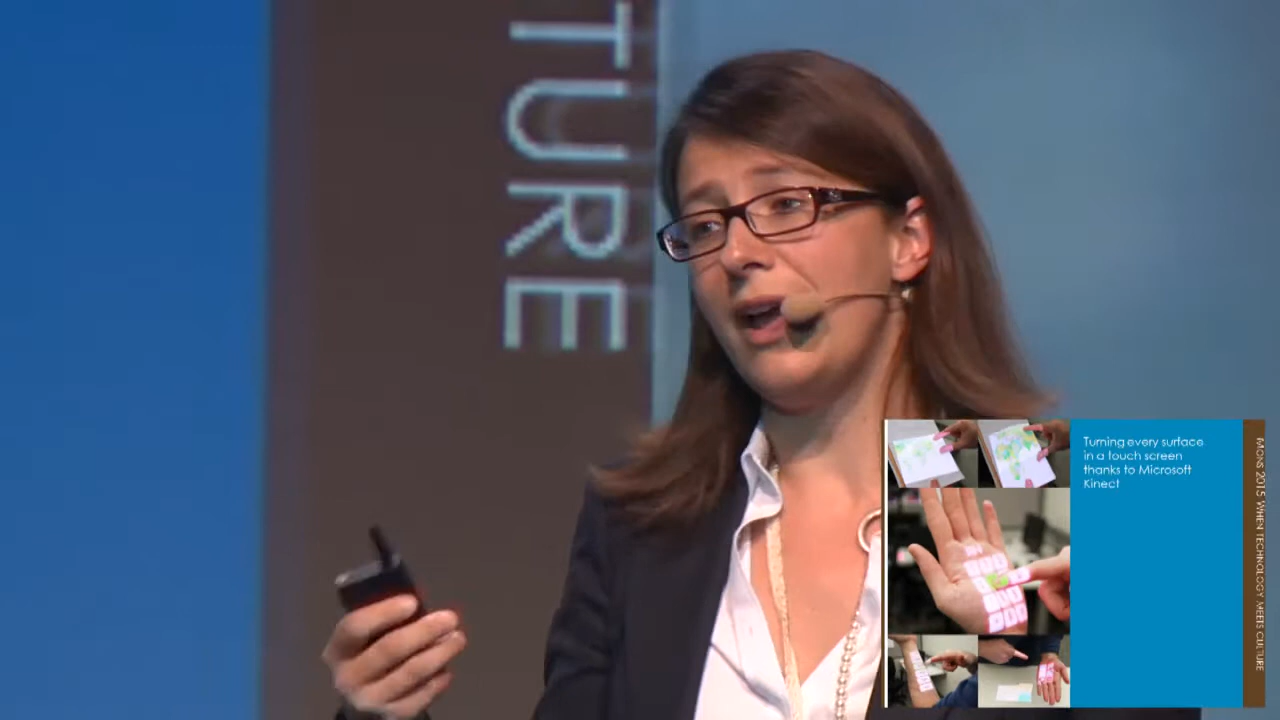 TURE
Turning every surface
in a touch screen
thanks to Microsoft
Kinect
MONS 2015 WHEN TECHNOLOGY MEETS CULTURE